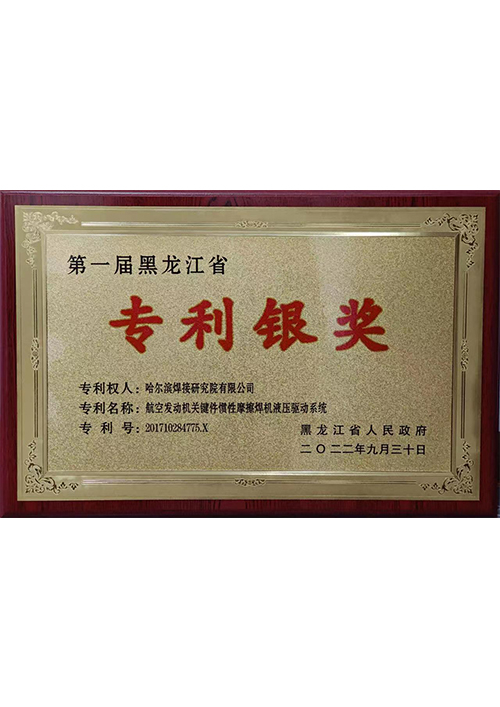 第一届黑龙江省
专利银奖
专利权人：哈尔滨焊接研究院有限公司
专利名称：航空发动机关键件惯性摩擦焊机液压驱动系统
专利号：201710284775.X
黑龙江省人民政府
二〇二二年九月三十日